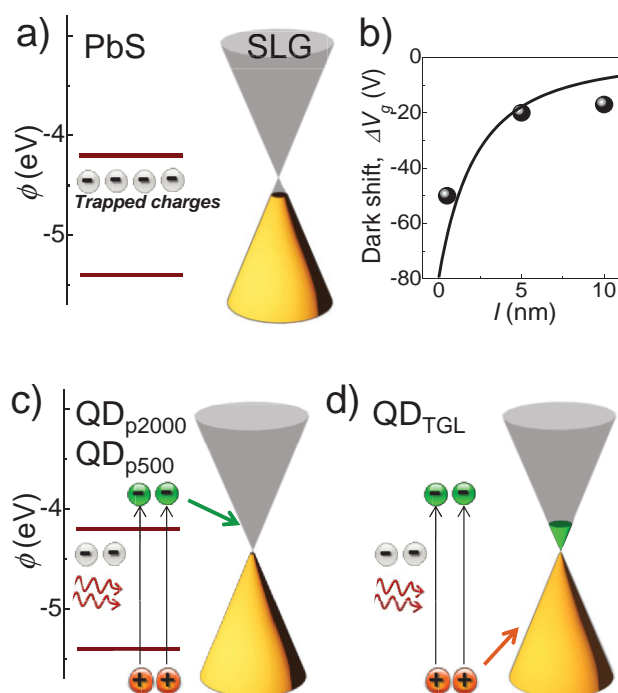 a) PbS SLG
ϕ (eV)
-4
-5
- - - -
Trapped charges
b)
Dark shift, ΔVg (V)
0
-20
-40
-60
-80
0 5 10
l (nm)
c) QDp2000
QDp500
ϕ (eV)
-4
-5
- -
- -
+ +
d) QDTGL
- -
- -
+ +